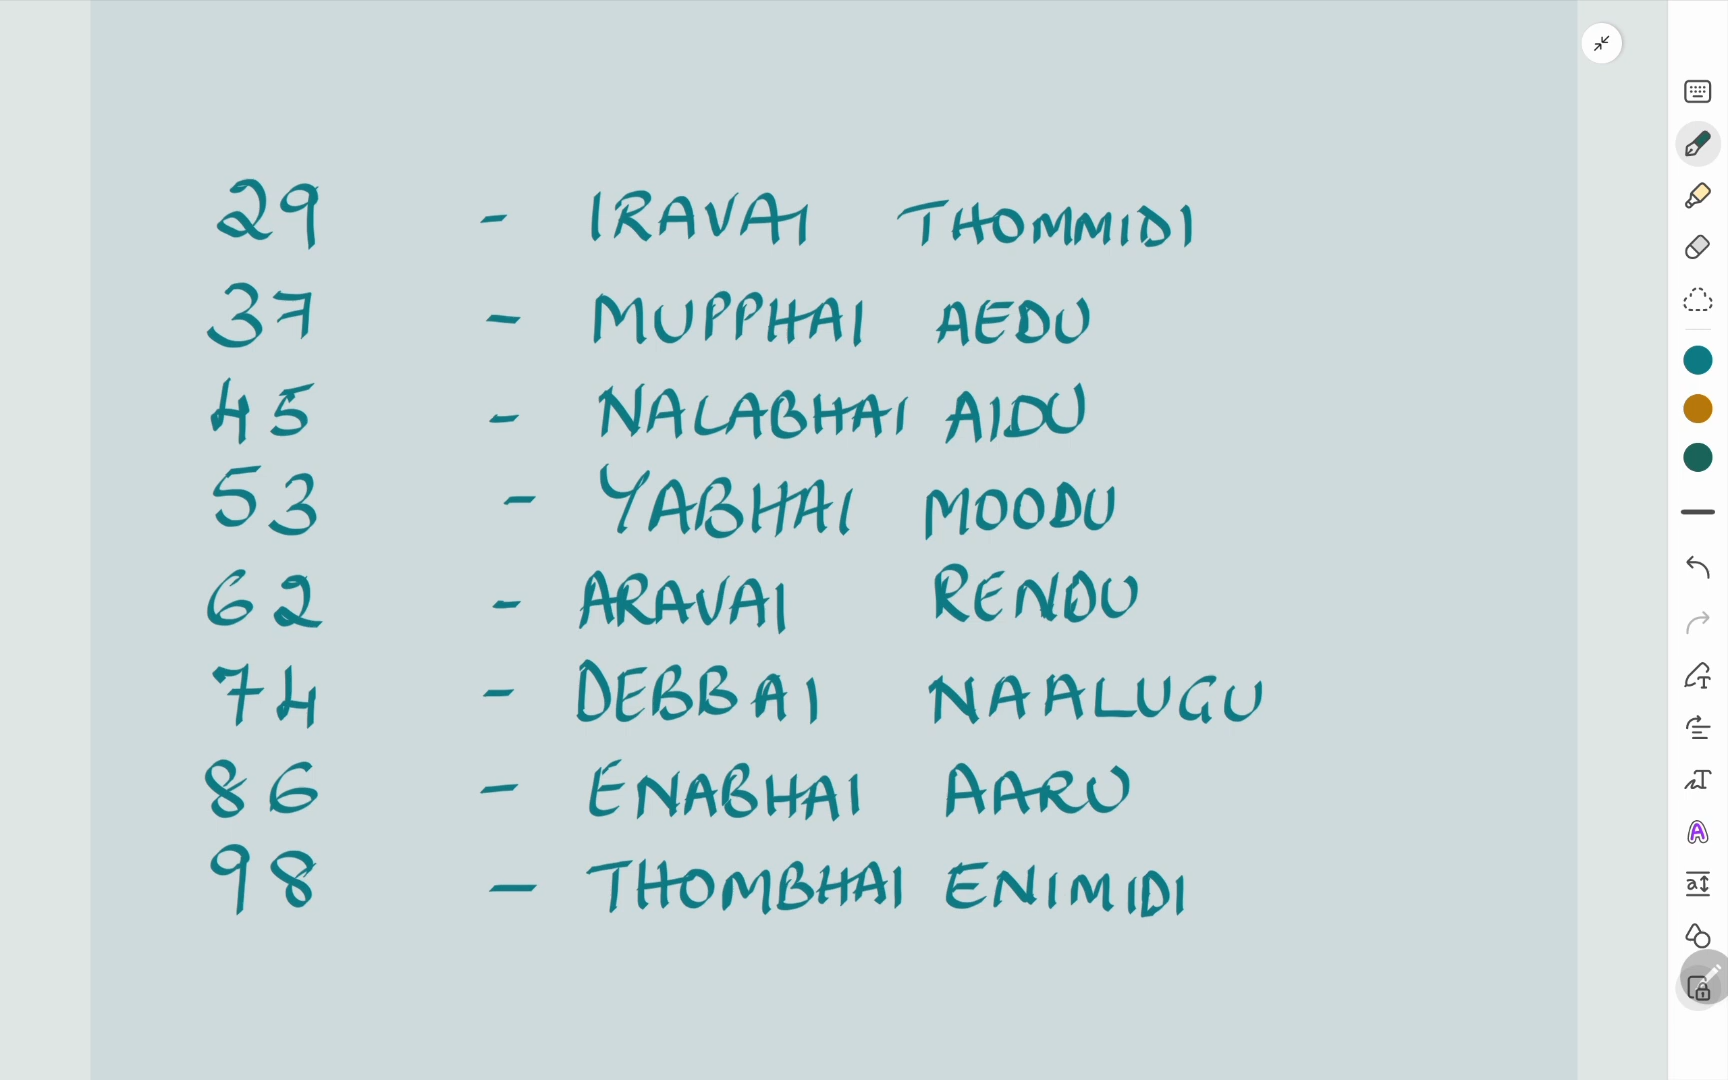 29 - IRAVAI THOMMIDI
37 - MUPPHAI AEDU
45 - NALABHAI AIDU
53 - YABHAI MOODU
62 - ARAVAI RENDU
74 - DEBBAI NAALUGU
86 - ENABHAI AARU
98 - THOMBHAI ENIMIDI